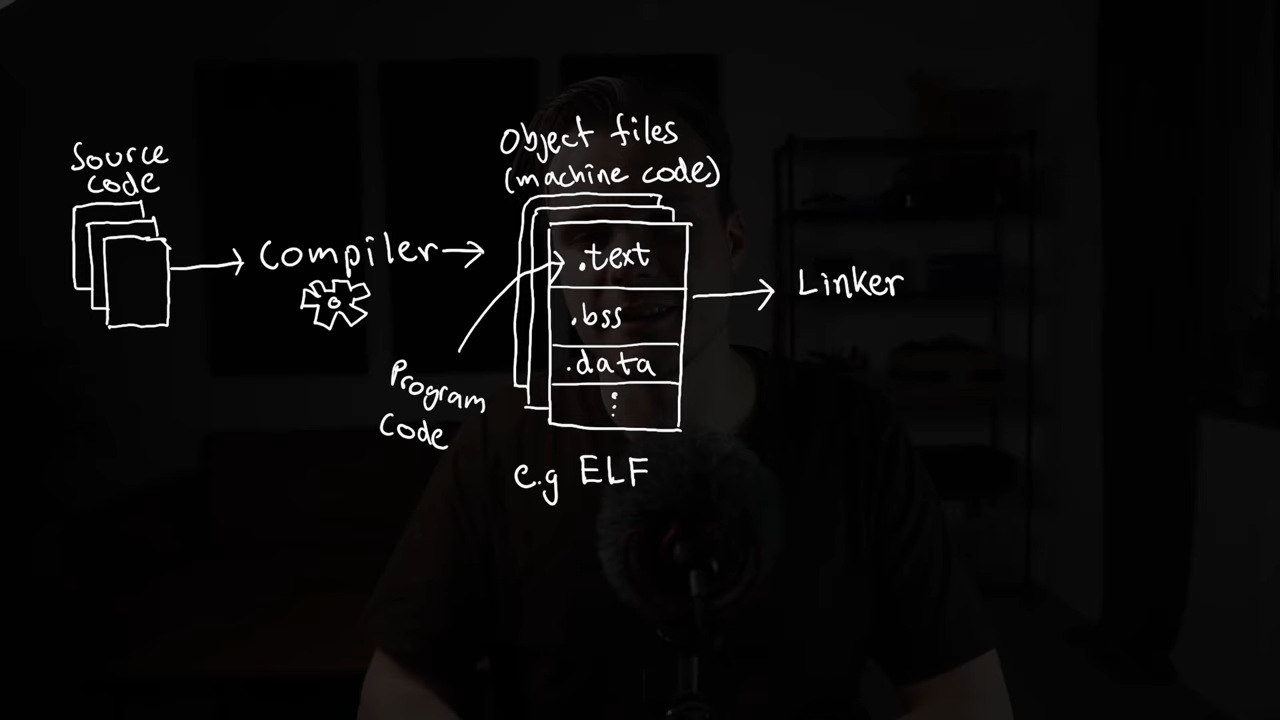 Source
code
Compiler
Object files
(machine code)
.text
.bss
.data
Program
Code
e.g ELF
Linker